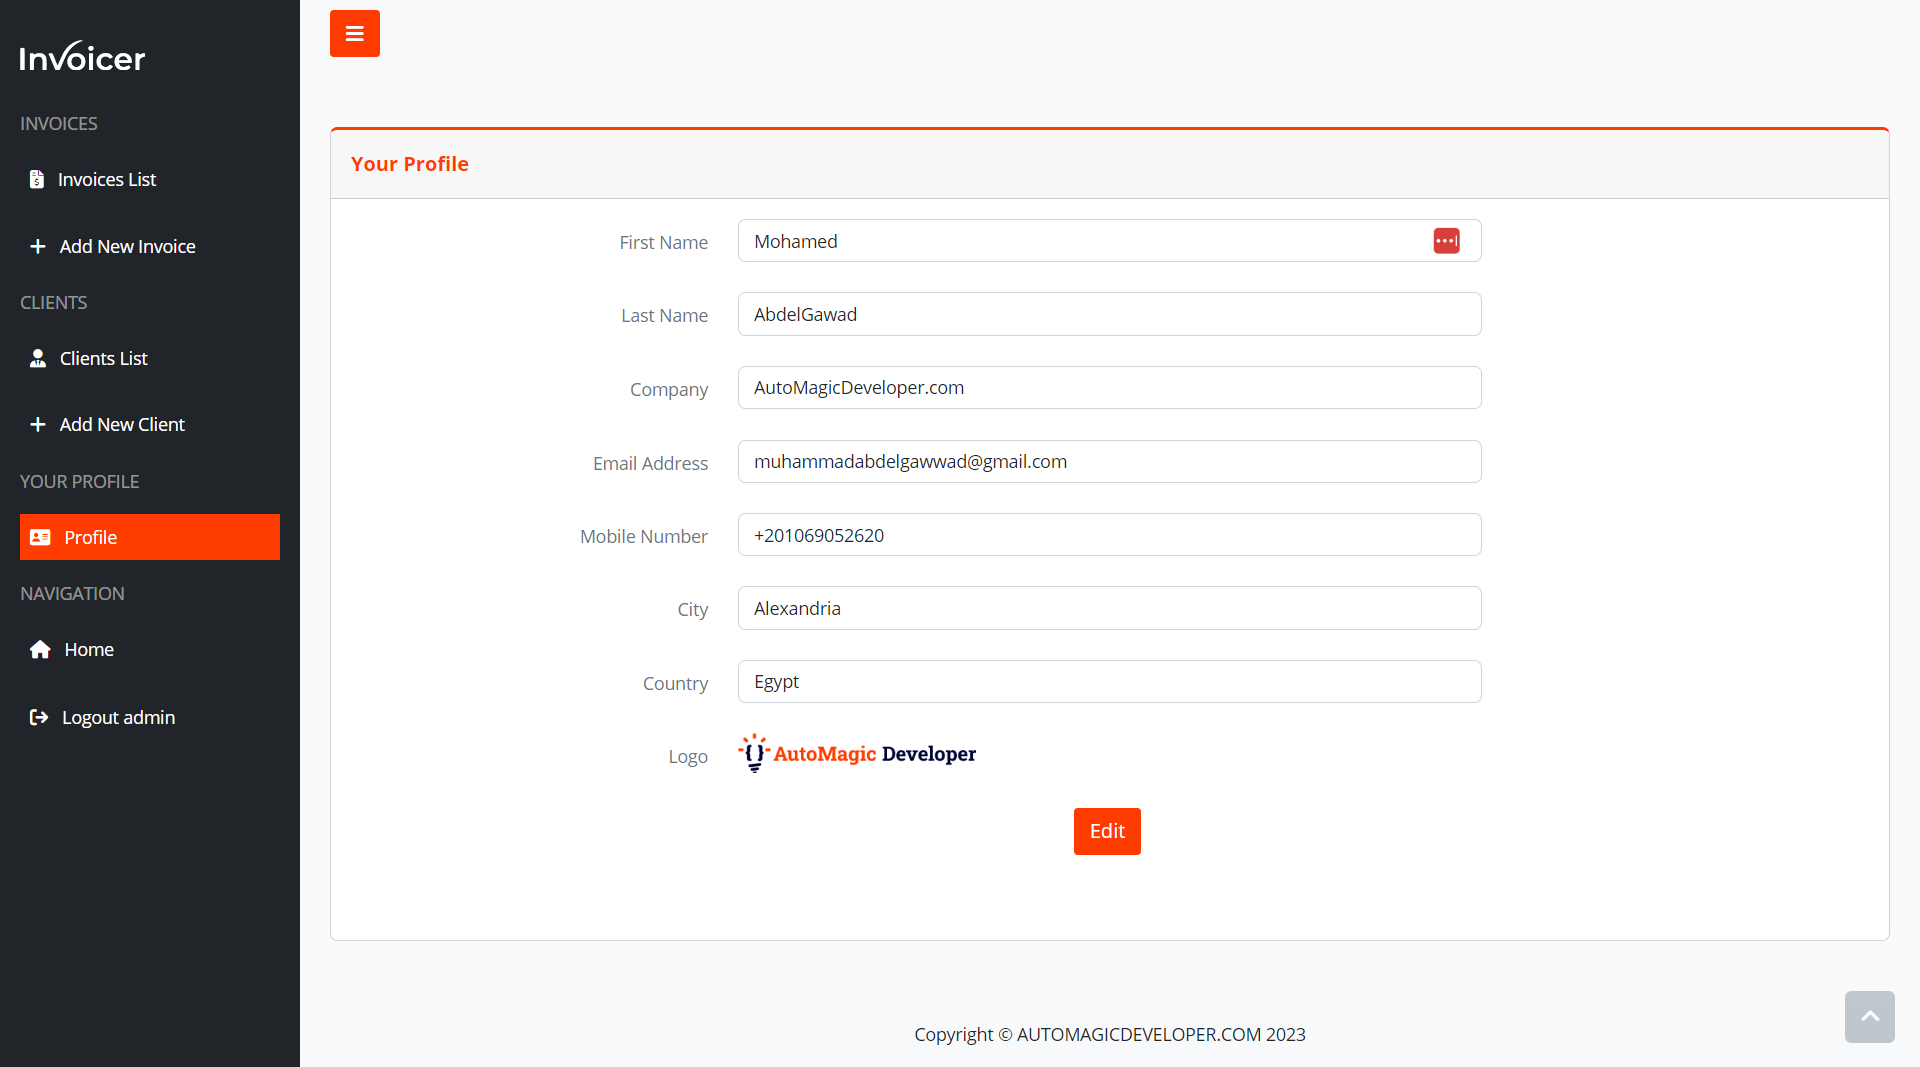 Invoicer
INVOICES
Invoices List
Add New Invoice
CLIENTS
Clients List
Add New Client
YOUR PROFILE
Profile
NAVIGATION
Home
Logout admin
Your Profile
First Name Mohamed
Last Name AbdelGawad
Company AutoMagicDeveloper.com
Email Address muhammadabdelgawwad@gmail.com
Mobile Number +201069052620
City Alexandria
Country Egypt
Logo AutoMagic Developer
Edit
Copyright © AUTOMAGICDEVELOPER.COM 2023